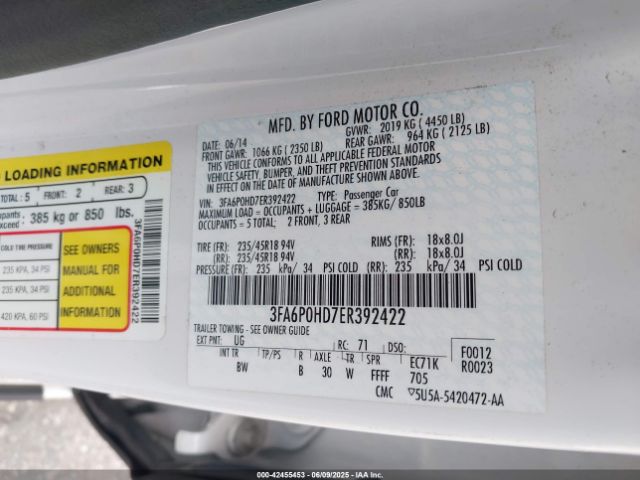 LOADING INFORMATION
TOTAL: 5 FRONT: 2 REAR: 3
385 kg or 850 lbs.
COLD TIRE PRESSURE
235 KPA, 34 PSI
235 KPA, 34 PSI
420 KPA, 60 PSI
SEE OWNERS
MANUAL FOR
ADDITIONAL
INFORMATION
3FA6P0HD7ER392422
MFD. BY FORD MOTOR CO.
DATE: 06/14 GVWR: 2019 KG ( 4450 LB)
FRONT GAWR: 1066 KG ( 2350 LB) REAR GAWR: 964 KG ( 2125 LB)
THIS VEHICLE CONFORMS TO ALL APPLICABLE FEDERAL MOTOR
VEHICLE SAFETY, BUMPER, AND THEFT PREVENTION STANDARDS
IN EFFECT ON THE DATE OF MANUFACTURE SHOWN ABOVE.
VIN: 3FA6P0HD7ER392422 TYPE: Passenger Car
MAXIMUM LOAD = OCCUPANTS + LUGGAGE = 385KG/ 850LB
OCCUPANTS = 5 TOTAL; 2 FRONT, 3 REAR
TIRE (FR): 235/45R18 94V RIMS (FR): 18x8.0J
(RR): 235/45R18 94V (RR): 18x8.0J
PRESSURE (FR): 235 kPa/ 34 PSI COLD (RR): 235 kPa/ 34 PSI COLD
3FA6P0HD7ER392422
TRAILER TOWING - SEE OWNER GUIDE
EXT PNT: UG RC: 71 DSO: F0012
INT TR TP/PS R AXLE TR SPR EC71K R0023
BW B 30 W FFFF 705
CMC 5U5A-5420472-AA
000-42455453 06/09/2025 IAAI.COM